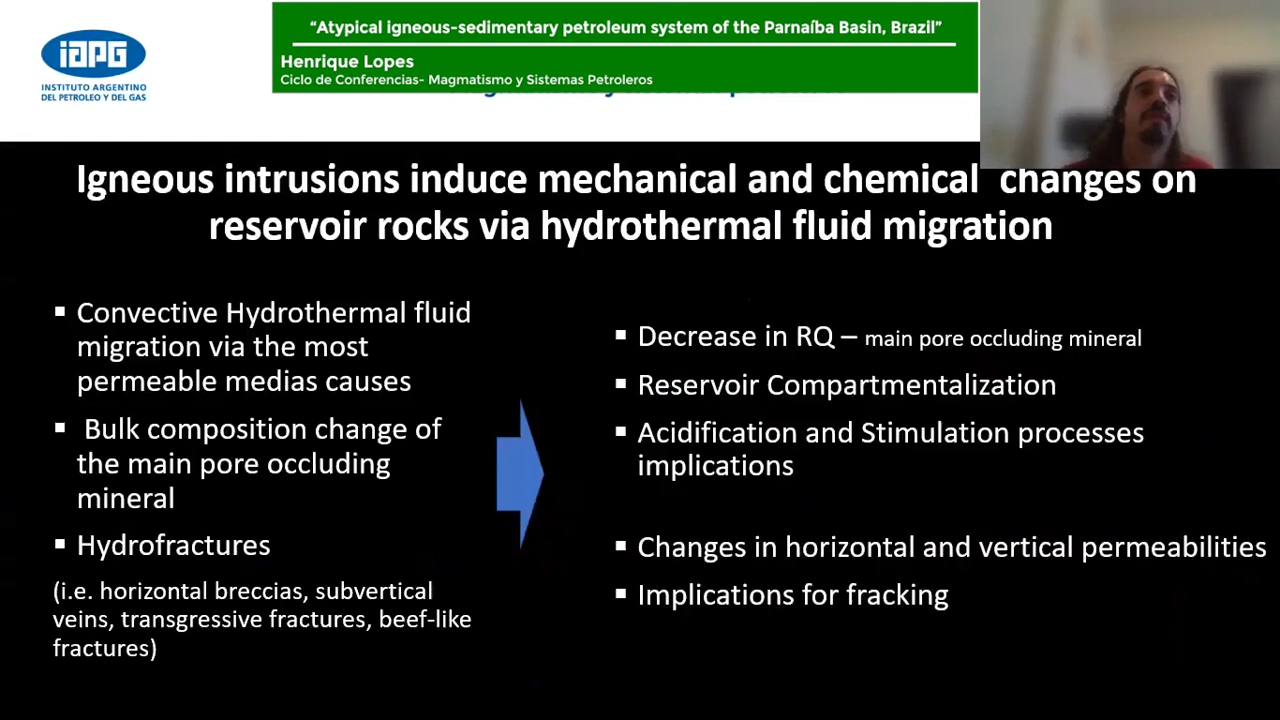 iAPG
INSTITUTO ARGENTINO
DEL PETROLEO Y DEL GAS
“Atypical igneous-sedimentary petroleum system of the Parnaíba Basin, Brazil”
Henrique Lopes
Ciclo de Conferencias- Magmatismo y Sistemas Petroleros
Igneous intrusions induce mechanical and chemical changes on
reservoir rocks via hydrothermal fluid migration
▪ Convective Hydrothermal fluid
migration via the most
permeable medias causes
▪ Bulk composition change of
the main pore occluding
mineral
▪ Hydrofractures
(i.e. horizontal breccias, subvertical
veins, transgressive fractures, beef-like
fractures)
▪ Decrease in RQ – main pore occluding mineral
▪ Reservoir Compartmentalization
▪ Acidification and Stimulation processes
implications
▪ Changes in horizontal and vertical permeabilities
▪ Implications for fracking